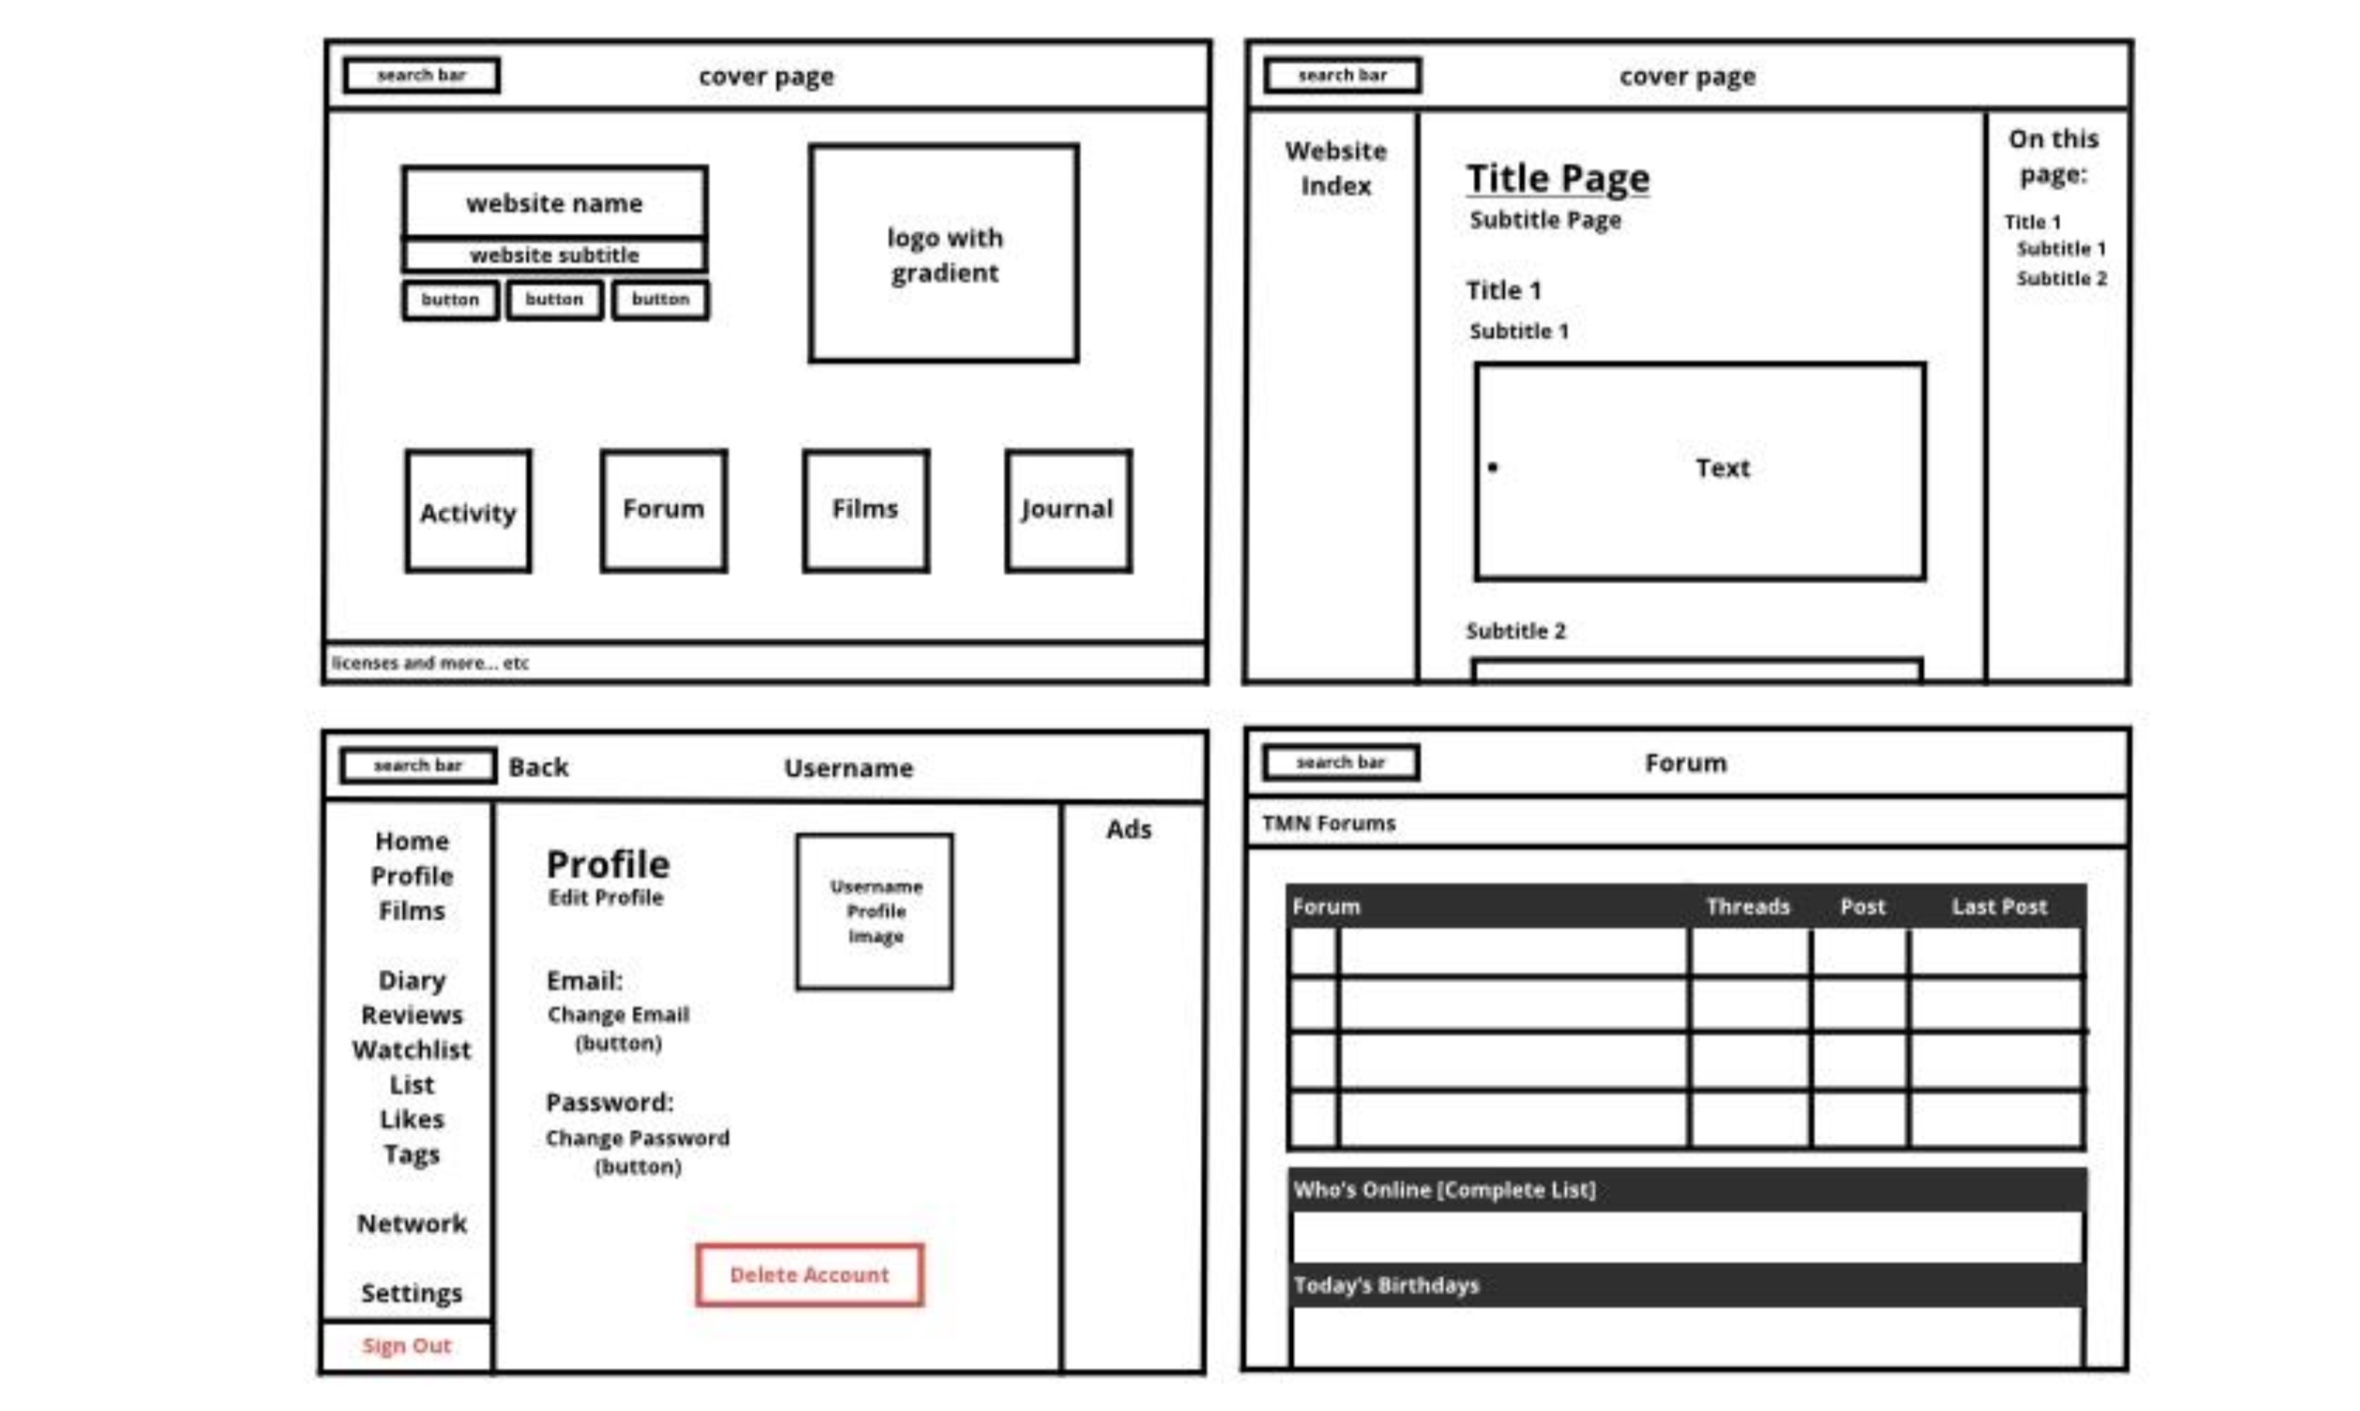 search bar
cover page
website name
website subtitle
button
button
button
logo with
gradient
Activity
Forum
Films
Journal
licenses and more... etc
search bar
cover page
Website
Index
Title Page
Subtitle Page
Title 1
Subtitle 1
• Text
Subtitle 2
On this
page:
Title 1
Subtitle 1
Subtitle 2
search bar
Back
Username
Home
Profile
Films
Diary
Reviews
Watchlist
List
Likes
Tags
Network
Settings
Sign Out
Profile
Edit Profile
Username
Profile
Image
Email:
Change Email
(button)
Password:
Change Password
(button)
Delete Account
Ads
search bar
Forum
TMN Forums
Forum
Threads
Post
Last Post
Who's Online [Complete List]
Today's Birthdays